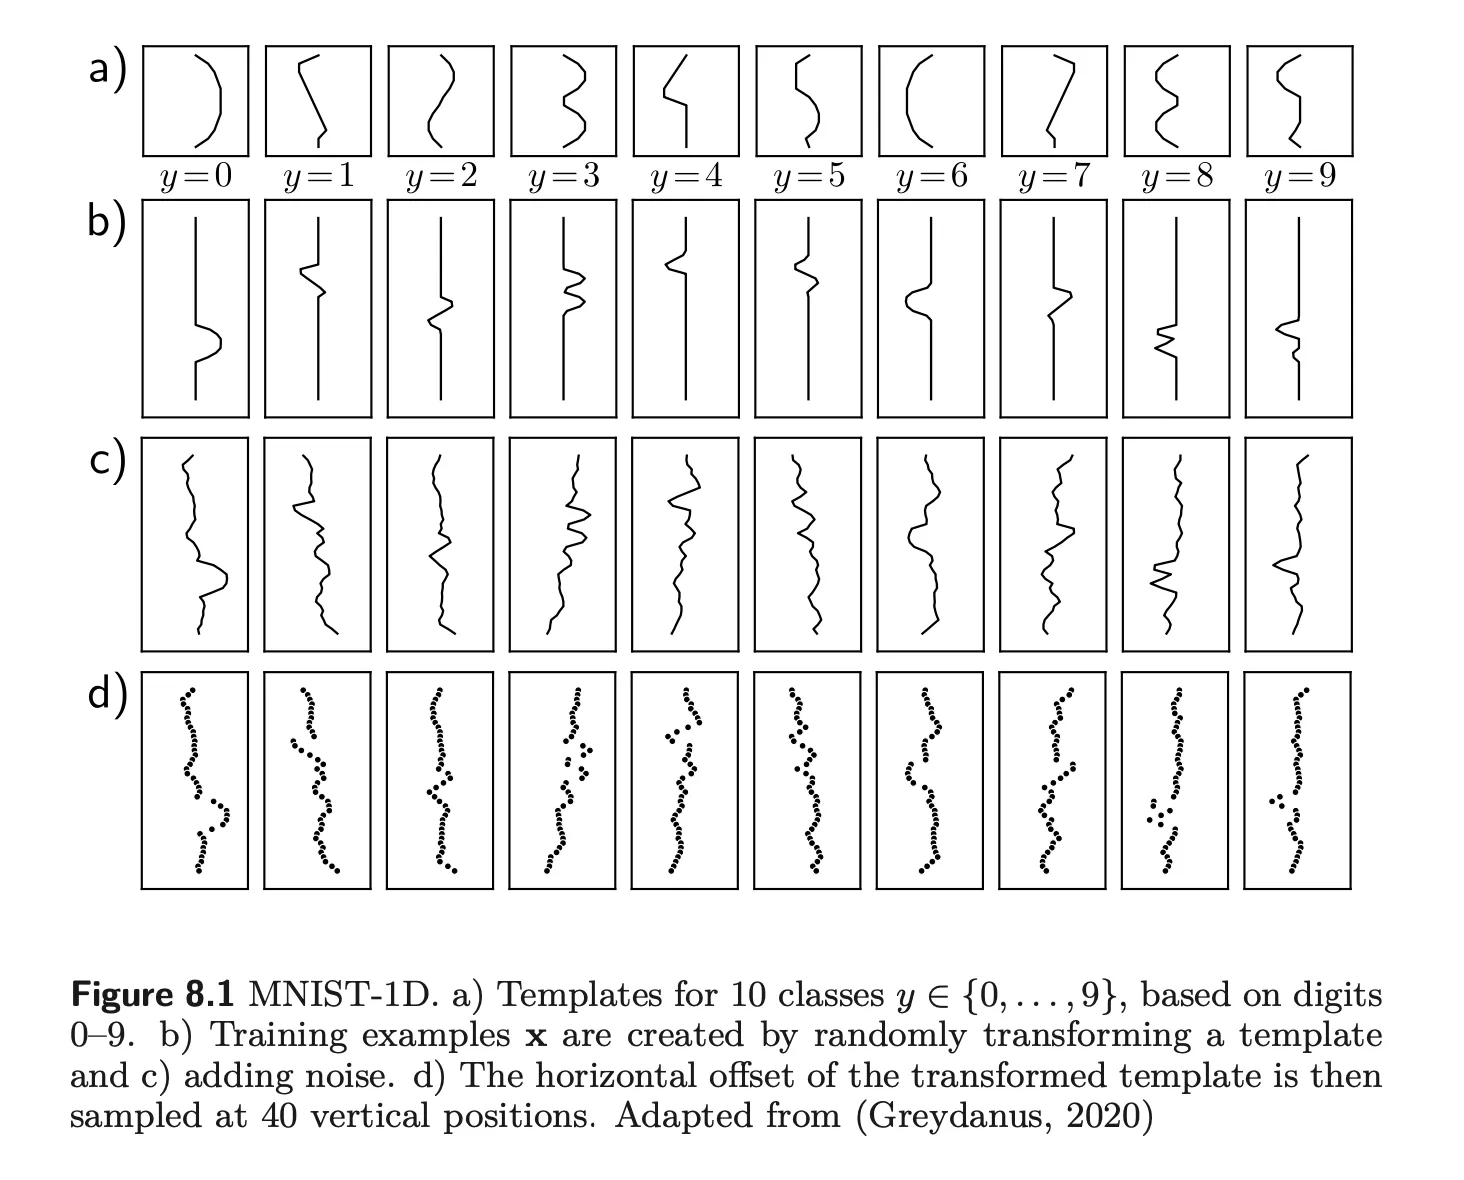 a)
y=0 y=1 y=2 y=3 y=4 y=5 y=6 y=7 y=8 y=9
b)
c)
d)
Figure 8.1 MNIST-1D. a) Templates for 10 classes y ∈ {0, . . . , 9}, based on digits
0–9. b) Training examples x are created by randomly transforming a template
and c) adding noise. d) The horizontal offset of the transformed template is then
sampled at 40 vertical positions. Adapted from (Greydanus, 2020)